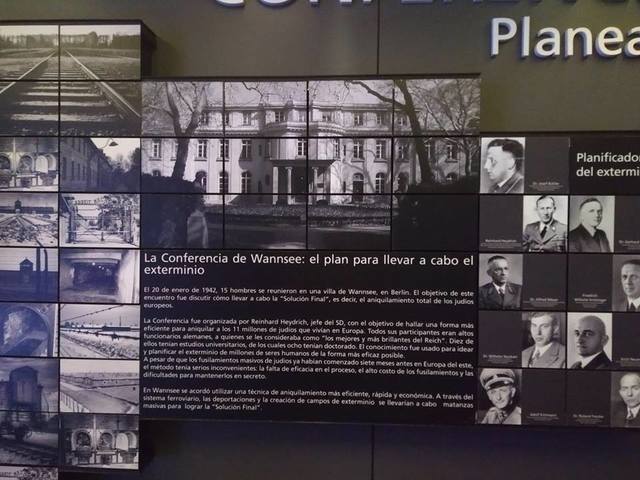 Planea
Planificado
del extermi
La Conferencia de Wannsee: el plan para llevar a cabo el
exterminio
El 20 de enero de 1942, 15 hombres se reunieron en una villa de Wannsee, en Berlín. El objetivo de este
encuentro fue discutir cómo llevar a cabo la “Solución Final”, es decir, el aniquilamiento total de los judíos
europeos.
La Conferencia fue organizada por Reinhard Heydrich, jefe del SD, con el objetivo de hallar una forma más
eficiente para aniquilar a los 11 millones de judíos que vivían en Europa. Todos sus participantes eran altos
funcionarios alemanes, a quienes se les consideraba como “los mejores y más brillantes del Reich”. Diez de
ellos tenían estudios universitarios, de los cuales ocho tenían doctorado. El conocimiento fue usado para idear
y planificar el exterminio de millones de seres humanos de la forma más eficaz posible.
A pesar de que los fusilamientos masivos de judíos ya habían comenzado siete meses antes en Europa del este,
el método tenía serios inconvenientes: la falta de eficacia en el proceso, el alto costo de los fusilamientos y las
dificultades para mantenerlos en secreto.
En Wannsee se acordó utilizar una técnica de aniquilamiento más eficiente, rápida y económica. A través del
sistema ferroviario, las deportaciones y la creación de campos de exterminio se llevarían a cabo matanzas
masivas para lograr la “Solución Final”.
Reinhard Heydrich